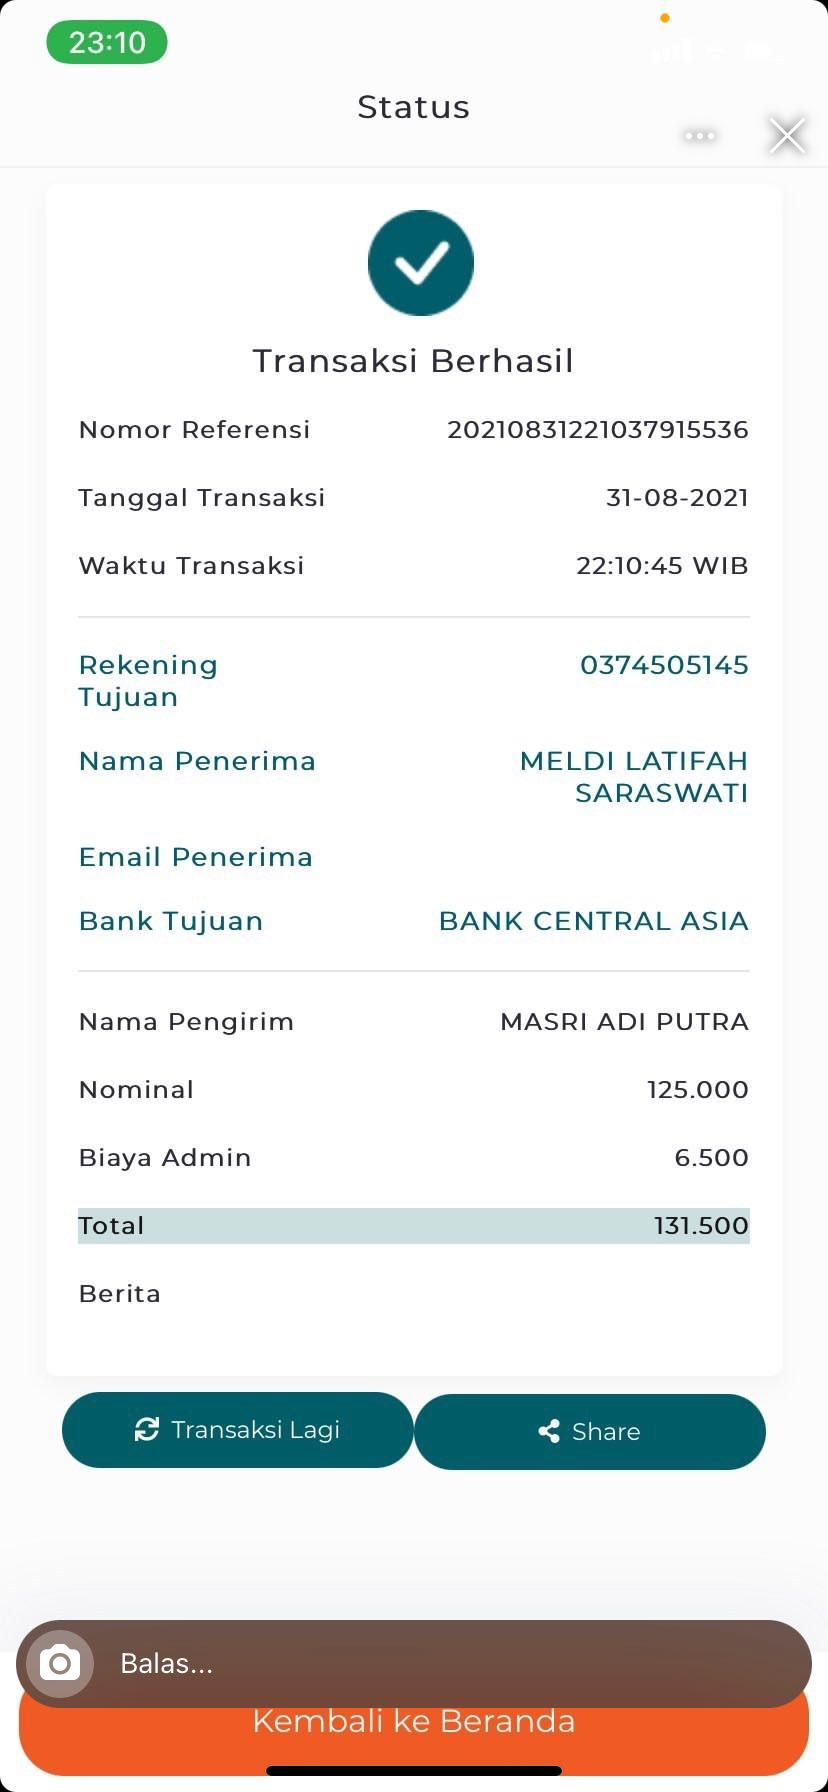 23:10
Status
Transaksi Berhasil
Nomor Referensi 20210831221037915536
Tanggal Transaksi 31-08-2021
Waktu Transaksi 22:10:45 WIB
Rekening Tujuan 0374505145
Nama Penerima MELDI LATIFAH SARASWATI
Email Penerima
Bank Tujuan BANK CENTRAL ASIA
Nama Pengirim MASRI ADI PUTRA
Nominal 125.000
Biaya Admin 6.500
Total 131.500
Berita
Transaksi Lagi Share
Balas...
Kembali ke Beranda